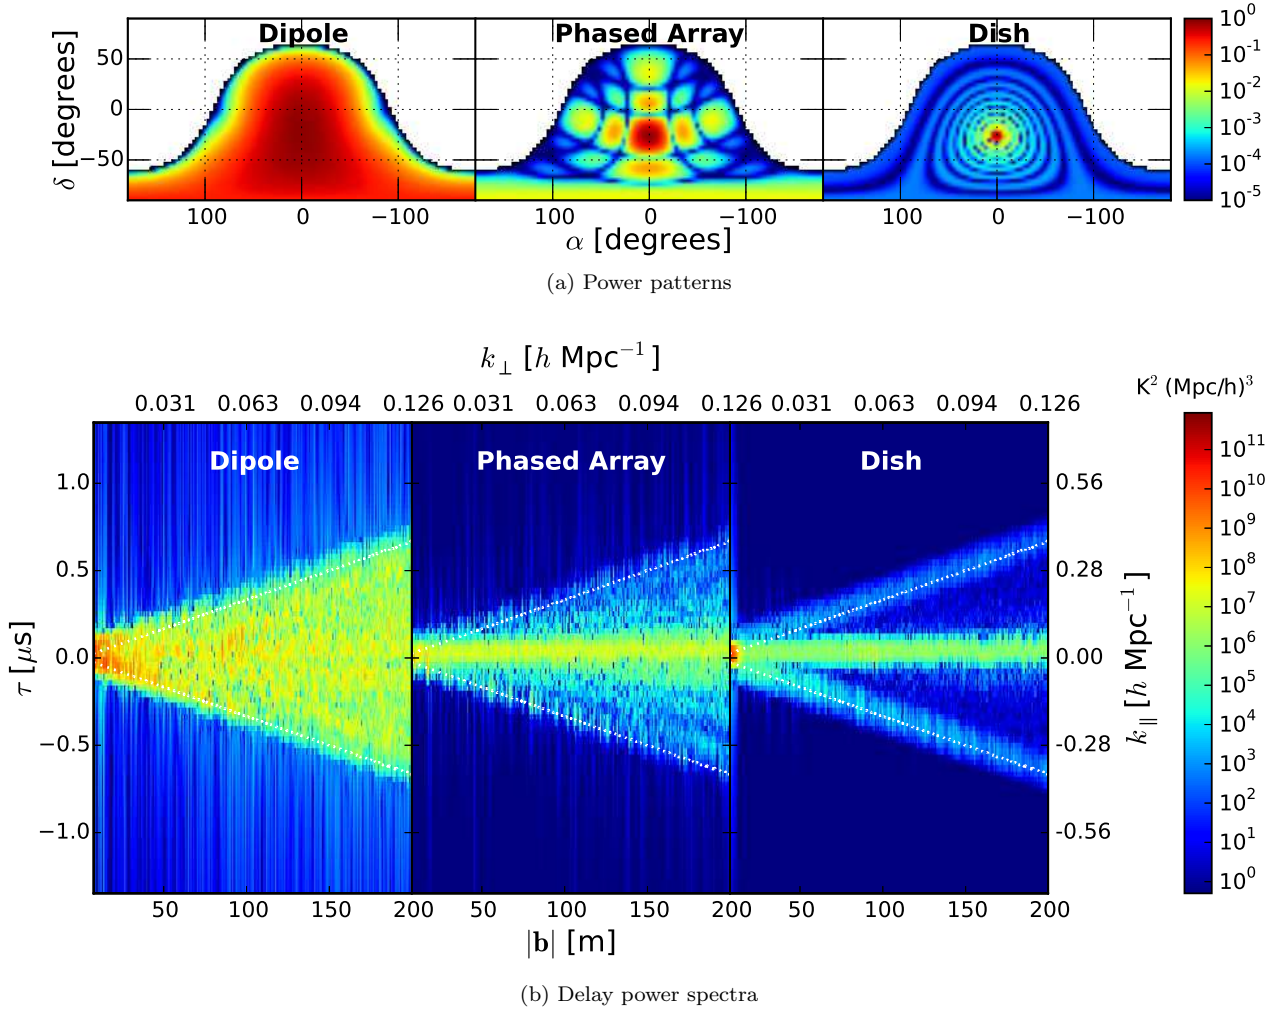 Dipole Phased Array Dish
δ [degrees]
50
0
−50
100 0 −100 100 0 −100 100 0 −100
α [degrees]
10^0
10^-1
10^-2
10^-3
10^-4
10^-5
(a) Power patterns
k⊥ [h Mpc^−1]
0.031 0.063 0.094 0.126 0.031 0.063 0.094 0.126 0.031 0.063 0.094 0.126
K^2 (Mpc/h)^3
Dipole Phased Array Dish
τ [μs]
1.0
0.5
0.0
−0.5
−1.0
0.56
0.28
0.00
-0.28
-0.56
k∥ [h Mpc^−1]
10^11
10^10
10^9
10^8
10^7
10^6
10^5
10^4
10^3
10^2
10^1
10^0
50 100 150 200 50 100 150 200 50 100 150 200
|b| [m]
(b) Delay power spectra